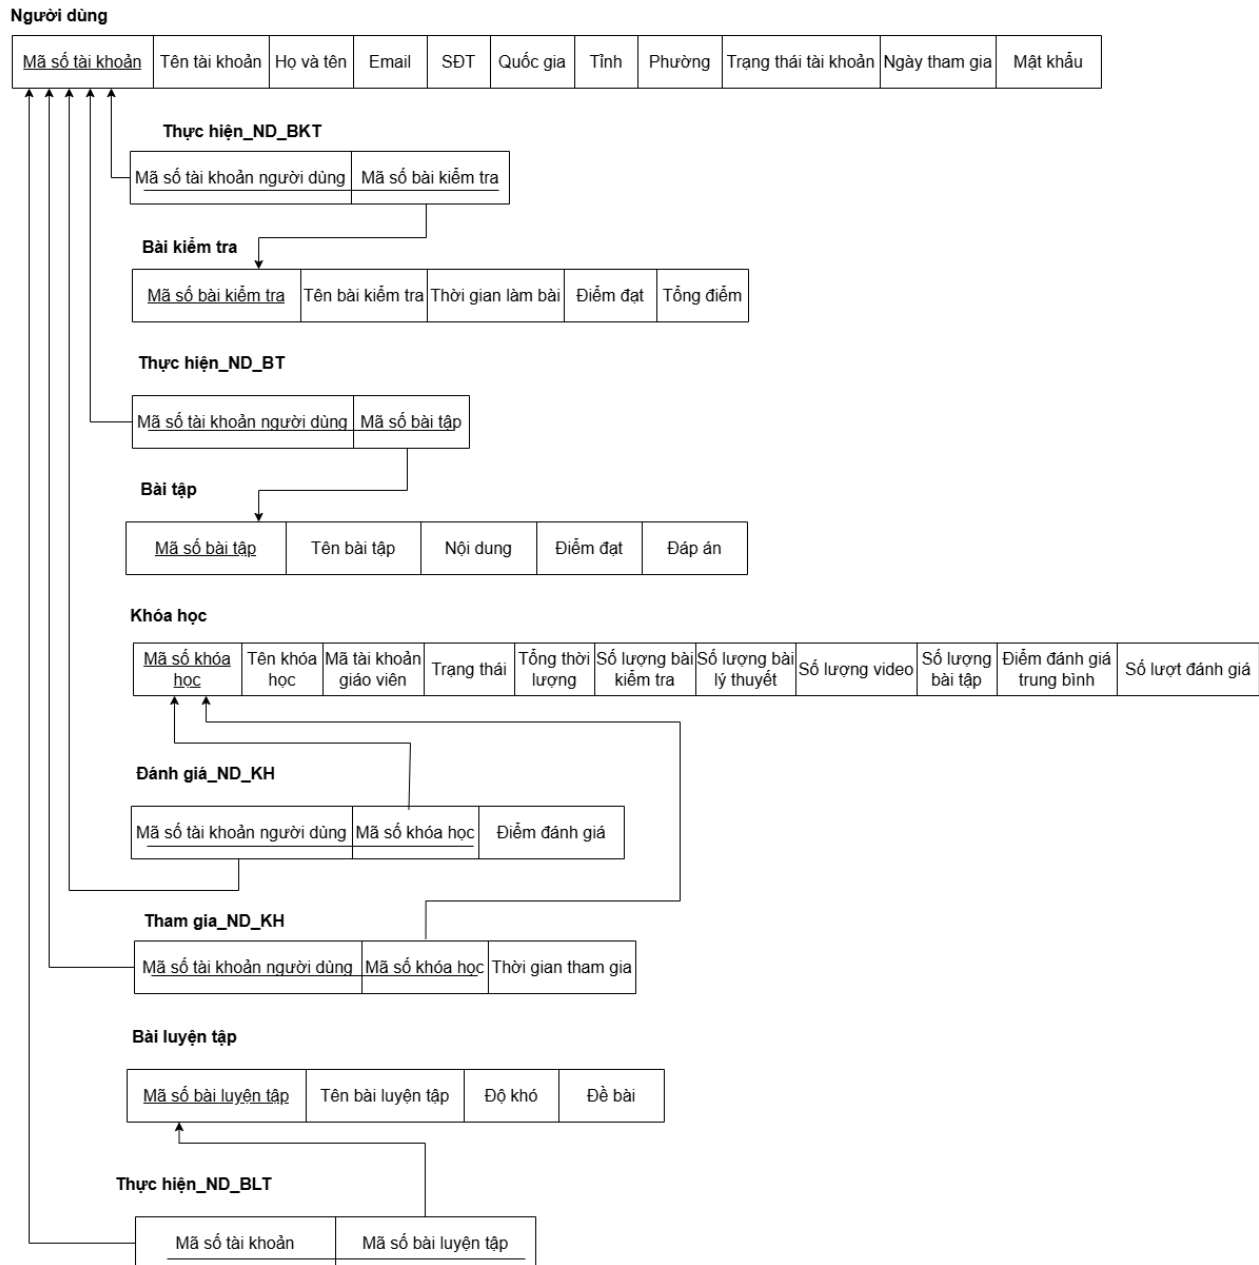 Người dùng
Mã số tài khoản Tên tài khoản Họ và tên Email SĐT Quốc gia Tỉnh Phường Trạng thái tài khoản Ngày tham gia Mật khẩu
Thực hiện_ND_BKT
Mã số tài khoản người dùng Mã số bài kiểm tra
Bài kiểm tra
Mã số bài kiểm tra Tên bài kiểm tra Thời gian làm bài Điểm đạt Tổng điểm
Thực hiện_ND_BT
Mã số tài khoản người dùng Mã số bài tập
Bài tập
Mã số bài tập Tên bài tập Nội dung Điểm đạt Đáp án
Khóa học
Mã số khóa học Tên khóa học Mã tài khoản giáo viên Trạng thái Tổng thời lượng Số lượng bài kiểm tra Số lượng bài lý thuyết Số lượng video Số lượng bài tập Điểm đánh giá trung bình Số lượt đánh giá
Đánh giá_ND_KH
Mã số tài khoản người dùng Mã số khóa học Điểm đánh giá
Tham gia_ND_KH
Mã số tài khoản người dùng Mã số khóa học Thời gian tham gia
Bài luyện tập
Mã số bài luyện tập Tên bài luyện tập Độ khó Đề bài
Thực hiện_ND_BLT
Mã số tài khoản Mã số bài luyện tập